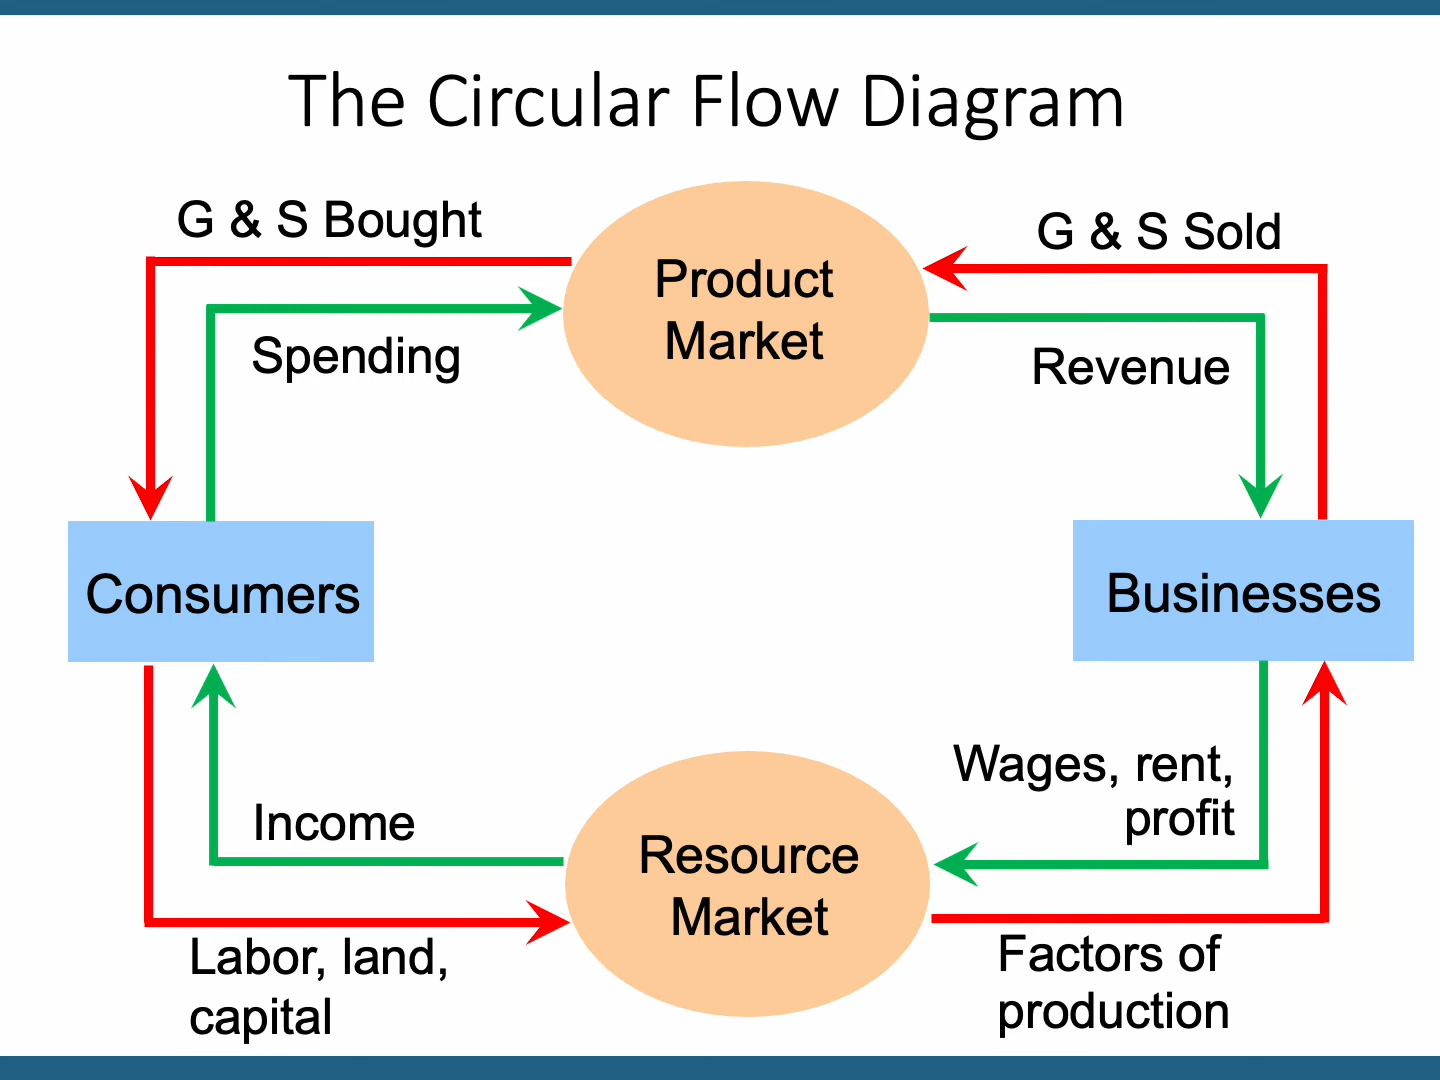 The Circular Flow Diagram
G & S Bought
G & S Sold
Product
Market
Spending
Revenue
Consumers
Businesses
Wages, rent,
profit
Income
Resource
Market
Labor, land,
capital
Factors of
production